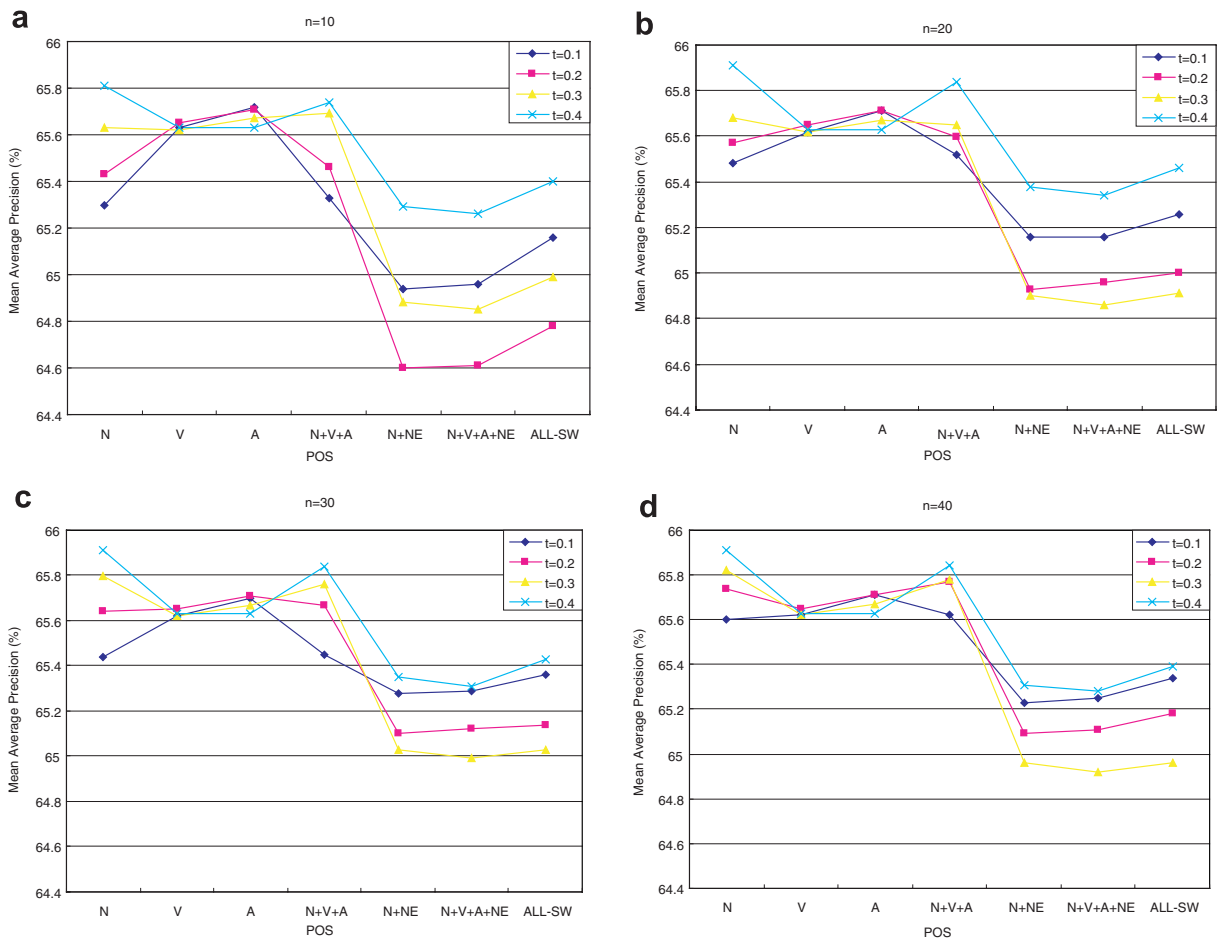 a
n=10
Mean Average Precision (%)
66
65.8
65.6
65.4
65.2
65
64.8
64.6
64.4
t=0.1
t=0.2
t=0.3
t=0.4
N V A N+V+A N+NE N+V+A+NE ALL-SW
POS
b
n=20
Mean Average Precision (%)
66
65.8
65.6
65.4
65.2
65
64.8
64.6
64.4
t=0.1
t=0.2
t=0.3
t=0.4
N V A N+V+A N+NE N+V+A+NE ALL-SW
POS
c
n=30
Mean Average Precision (%)
66
65.8
65.6
65.4
65.2
65
64.8
64.6
64.4
t=0.1
t=0.2
t=0.3
t=0.4
N V A N+V+A N+NE N+V+A+NE ALL-SW
POS
d
n=40
Mean Average Precision (%)
66
65.8
65.6
65.4
65.2
65
64.8
64.6
64.4
t=0.1
t=0.2
t=0.3
t=0.4
N V A N+V+A N+NE N+V+A+NE ALL-SW
POS